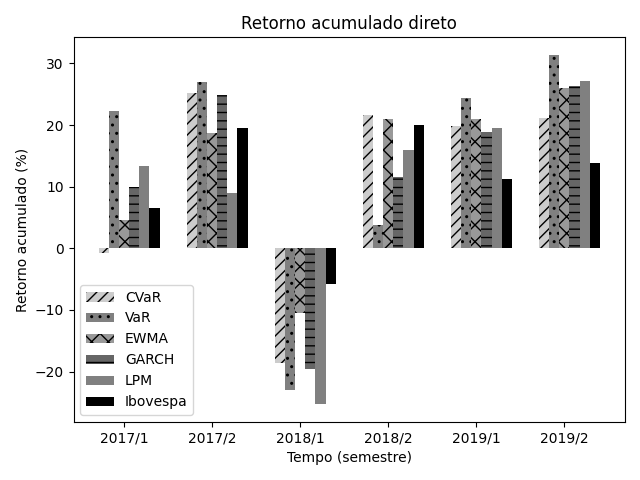 Retorno acumulado direto
Retorno acumulado (%)
30
20
10
0
−10
−20
CVaR
VaR
EWMA
GARCH
LPM
Ibovespa
2017/1 2017/2 2018/1 2018/2 2019/1 2019/2
Tempo (semestre)